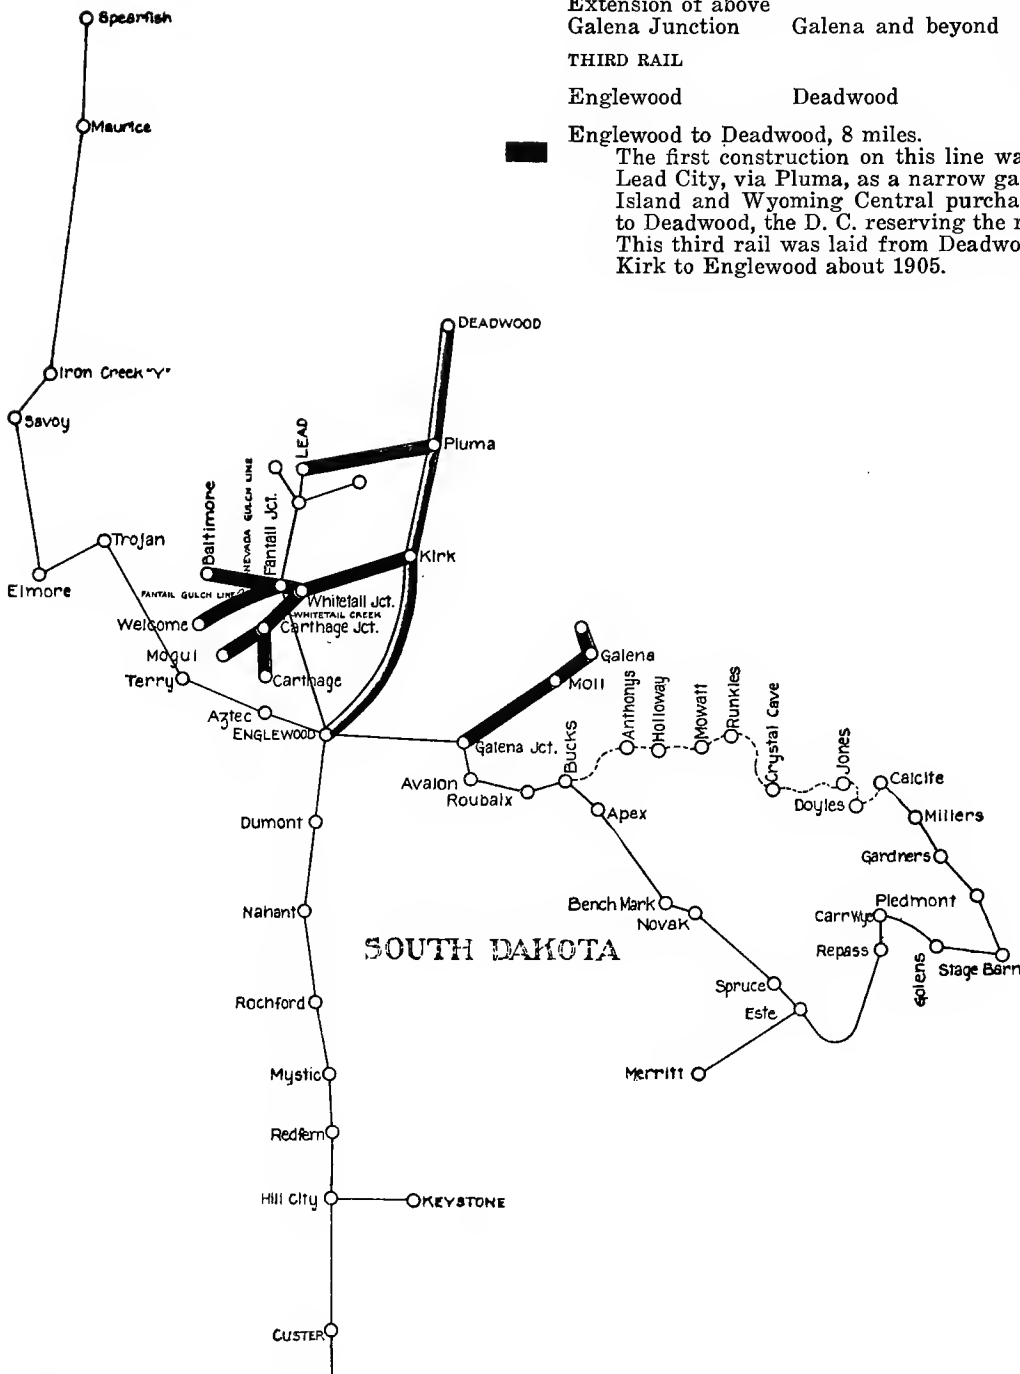 Spearfish
Extension of above
Galena Junction Galena and beyond
THIRD RAIL
Englewood Deadwood
Englewood to Deadwood, 8 miles.
The first construction on this line wa
Lead City, via Pluma, as a narrow ga
Island and Wyoming Central purcha
to Deadwood, the D. C. reserving the r
This third rail was laid from Deadwo
Kirk to Englewood about 1905.
Maurice
DEADWOOD
Iron Creek "Y"
Savoy
LEAD
Pluma
NEVADA GULCH LINE
Baltimore
Fantail Jct.
Trojan
Kirk
Elmore
FANTAIL GULCH LINE
Whitetail Jct.
WHITETAIL CREEK
Welcome
Carthage Jct.
Mogul
Galena
Terry
Carthage
Moll
Aztec
ENGLEWOOD
Galena Jct.
Bucks
Anthonys
Holloway
Mowatt
Runkles
Crystal Cave
Jones
Avalon
Roubaix
Doyles
Calcite
Dumont
Apex
Millers
Gardners
Nahant
Bench Mark
Novak
Piedmont
Carr Wye
SOUTH DAKOTA
Repass
Golens
Stage Barn
Rochford
Spruce
Este
Mystic
Merritt
Redfern
Hill City
KEYSTONE
CUSTER